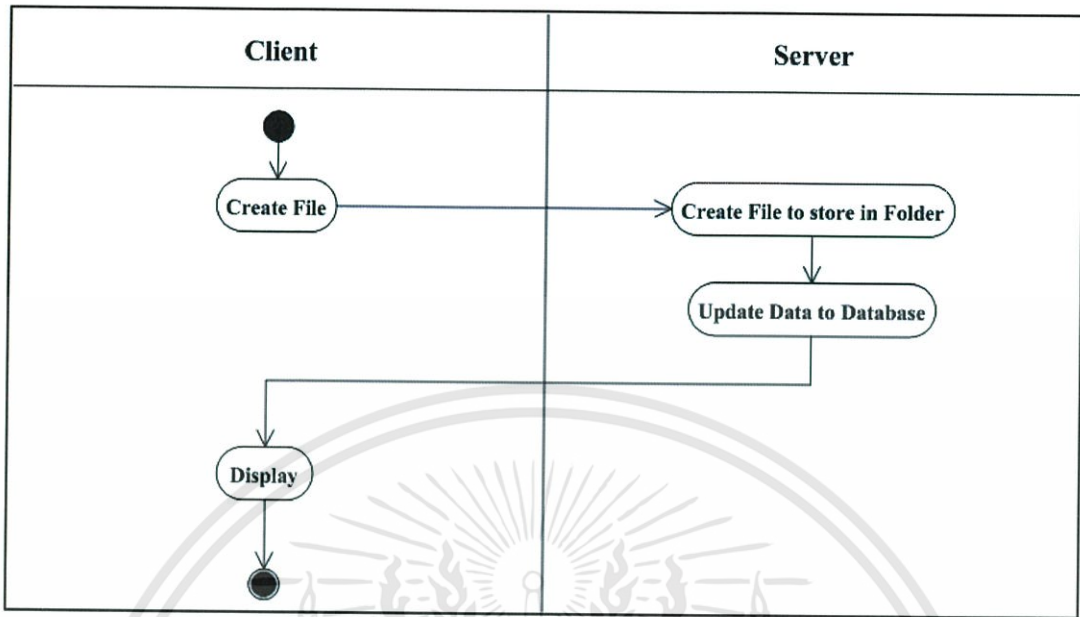 Client
Server
Create File
Create File to store in Folder
Update Data to Database
Display